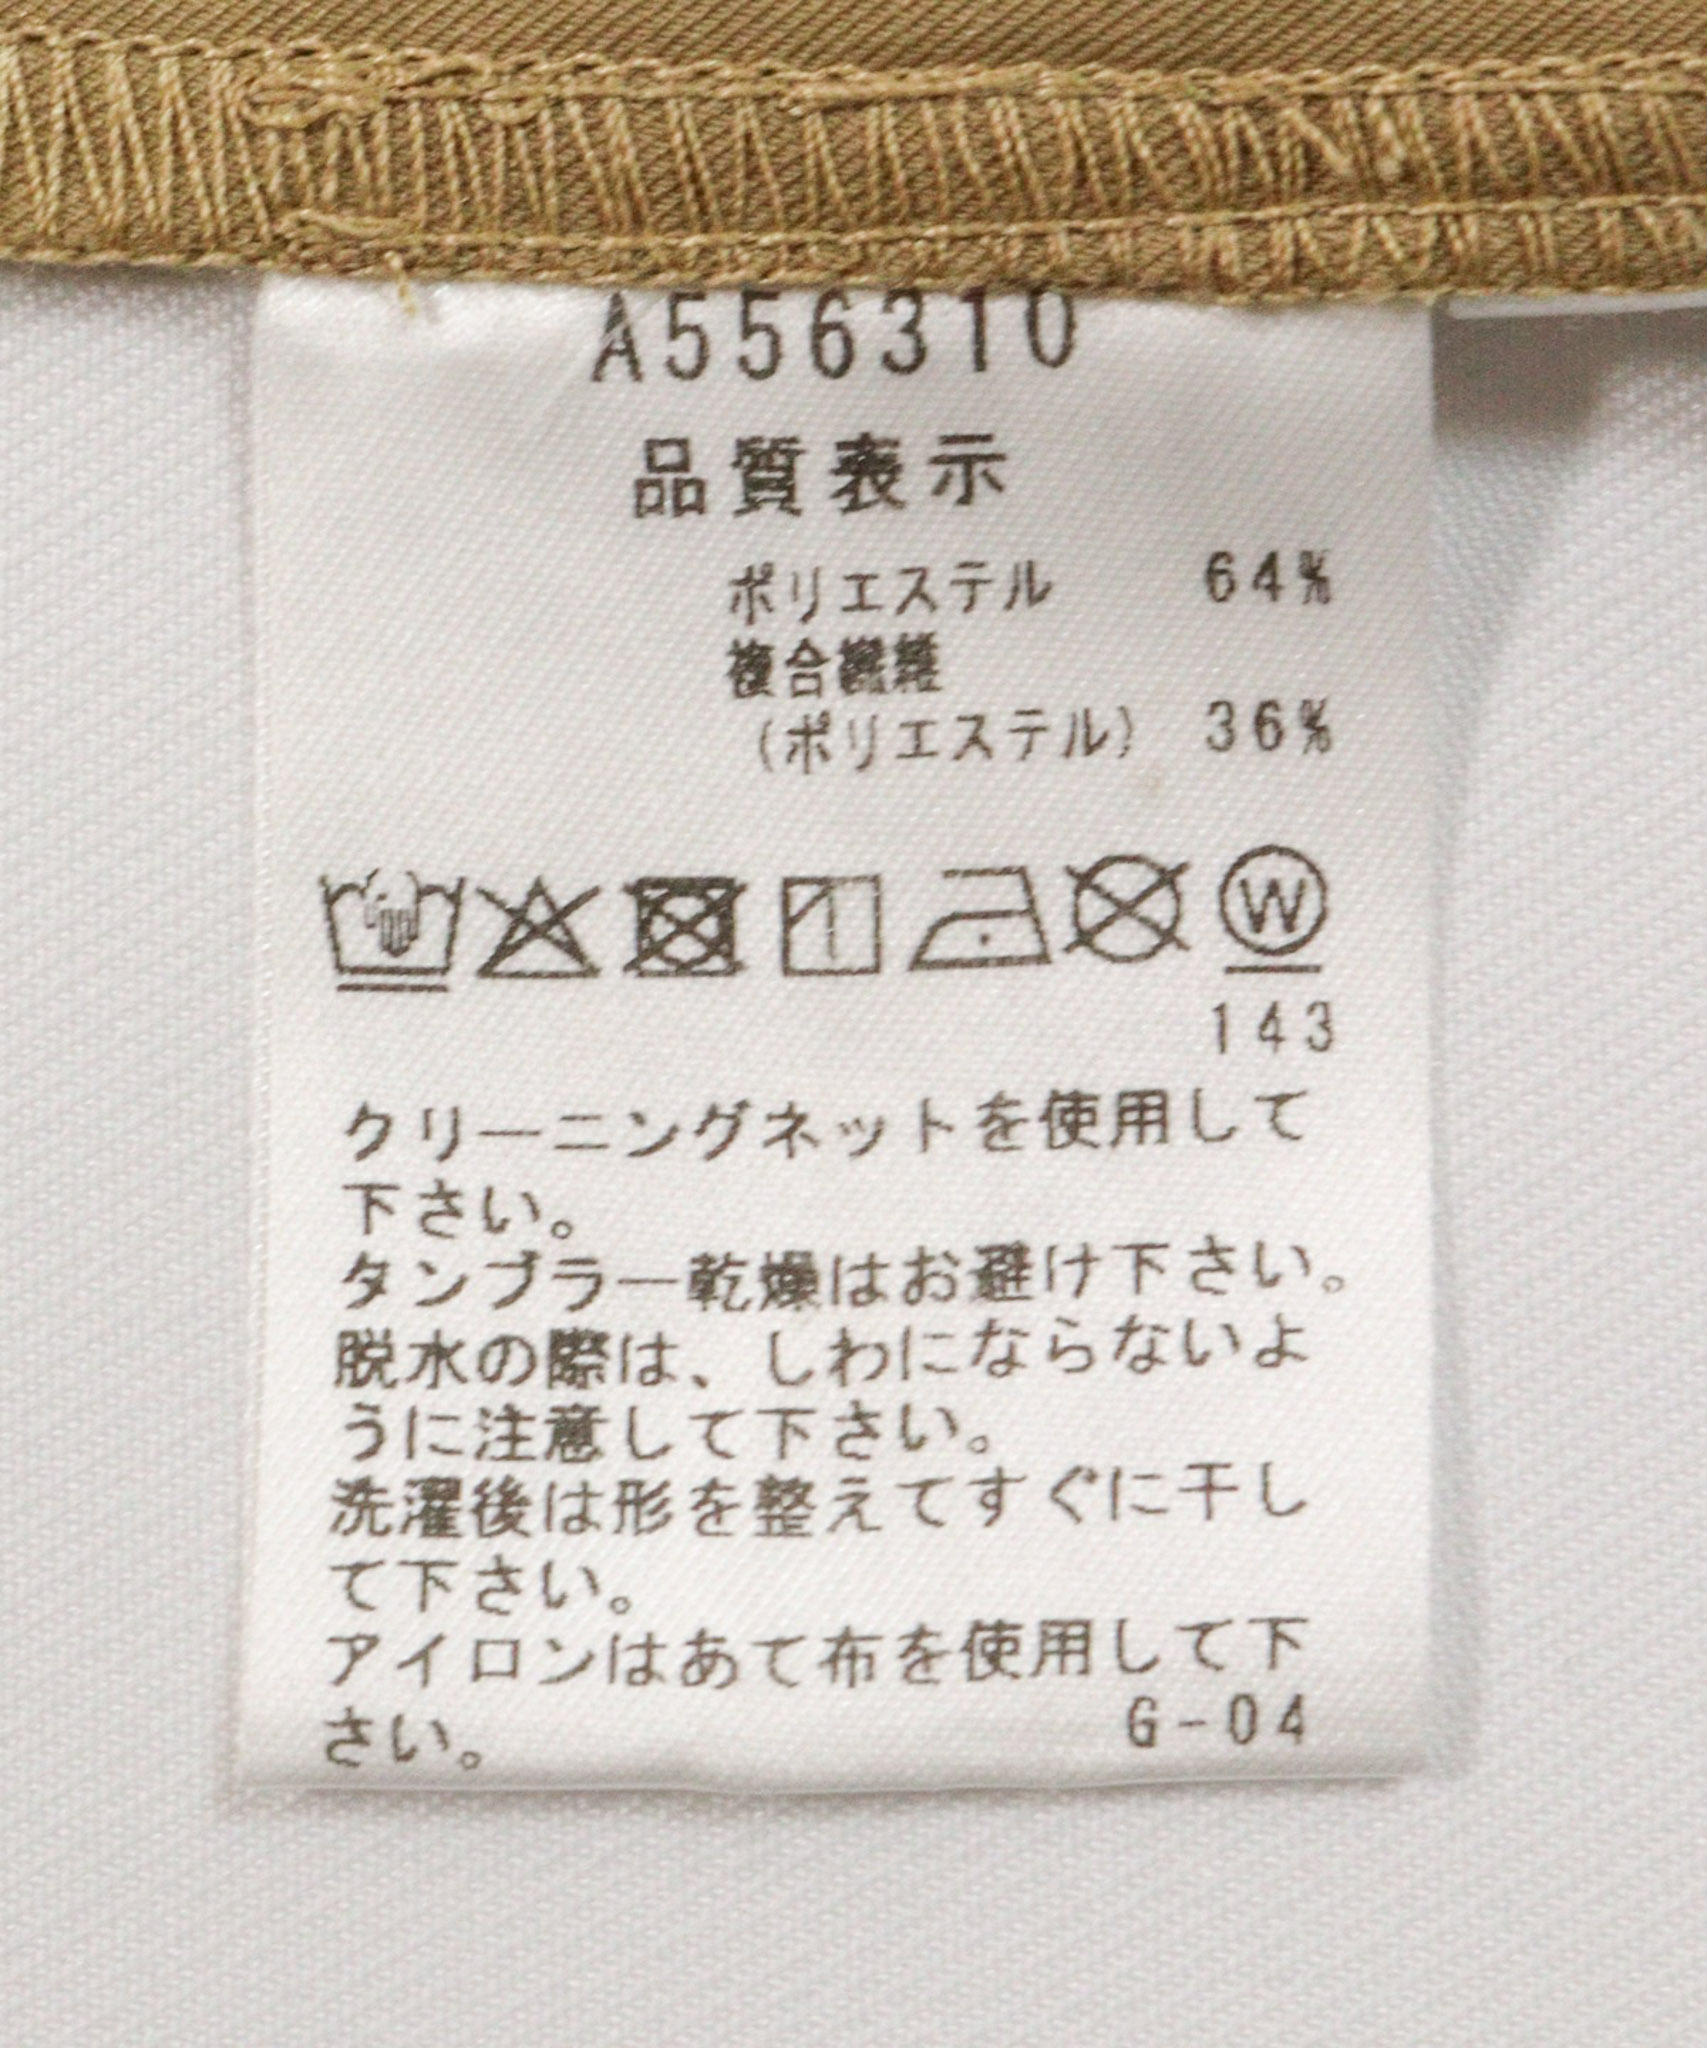 A556310
品質表示
ポリエステル 64%
複合繊維
(ポリエステル) 36%
W
143
クリーニングネットを使用して
下さい。
タンブラー乾燥はお避け下さい。
脱水の際は、しわにならないよ
うに注意して下さい。
洗濯後は形を整えてすぐに干し
て下さい。
アイロンはあて布を使用して下
さい。 G-04